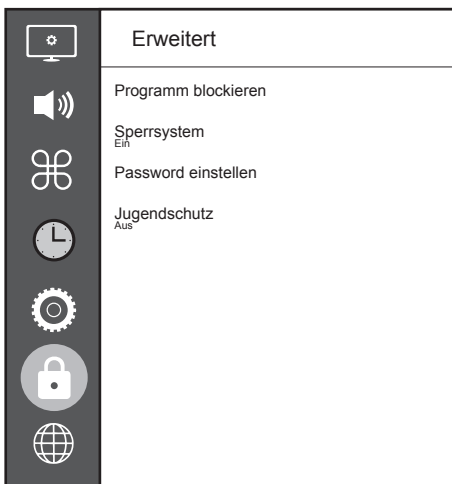 Erweitert
Programm blockieren
Sperrsystem
Ein
Password einstellen
Jugendschutz
Aus